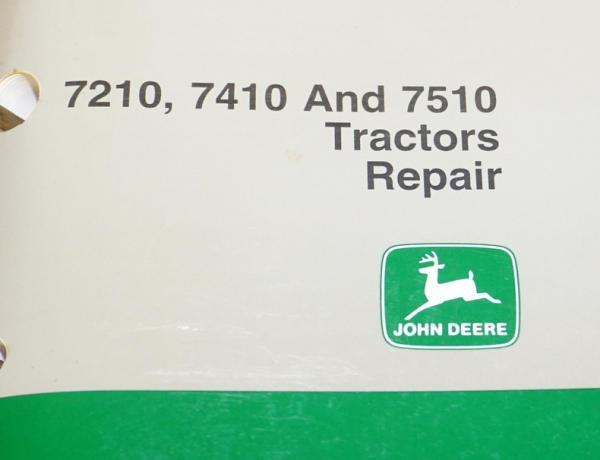 7210, 7410 And 7510
Tractors
Repair
JOHN DEERE